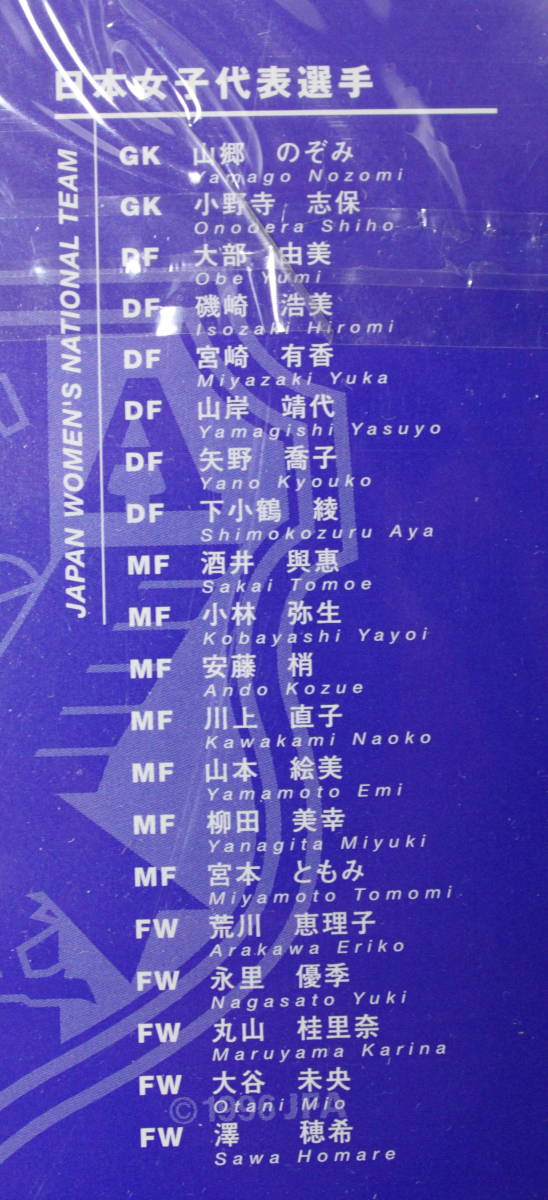 日本女子代表選手
JAPAN WOMEN'S NATIONAL TEAM
GK 山郷 のぞみ
Yamago Nozomi
GK 小野寺 志保
Onodera Shiho
DF 大部 由美
Obe Yumi
DF 磯﨑 浩美
Isozaki Hiromi
DF 宮崎 有香
Miyazaki Yuka
DF 山岸 靖代
Yamagishi Yasuyo
DF 矢野 喬子
Yano Kyouko
DF 下小鶴 綾
Shimokozuru Aya
MF 酒井 與惠
Sakai Tomoe
MF 小林 弥生
Kobayashi Yayoi
MF 安藤 梢
Ando Kozue
MF 川上 直子
Kawakami Naoko
MF 山本 絵美
Yamamoto Emi
MF 柳田 美幸
Yanagita Miyuki
MF 宮本 ともみ
Miyamoto Tomomi
FW 荒川 恵理子
Arakawa Eriko
FW 永里 優季
Nagasato Yuki
FW 丸山 桂里奈
Maruyama Karina
FW 大谷 未央
Otani Mio
©1996 JFA
FW 澤 穂希
Sawa Homare